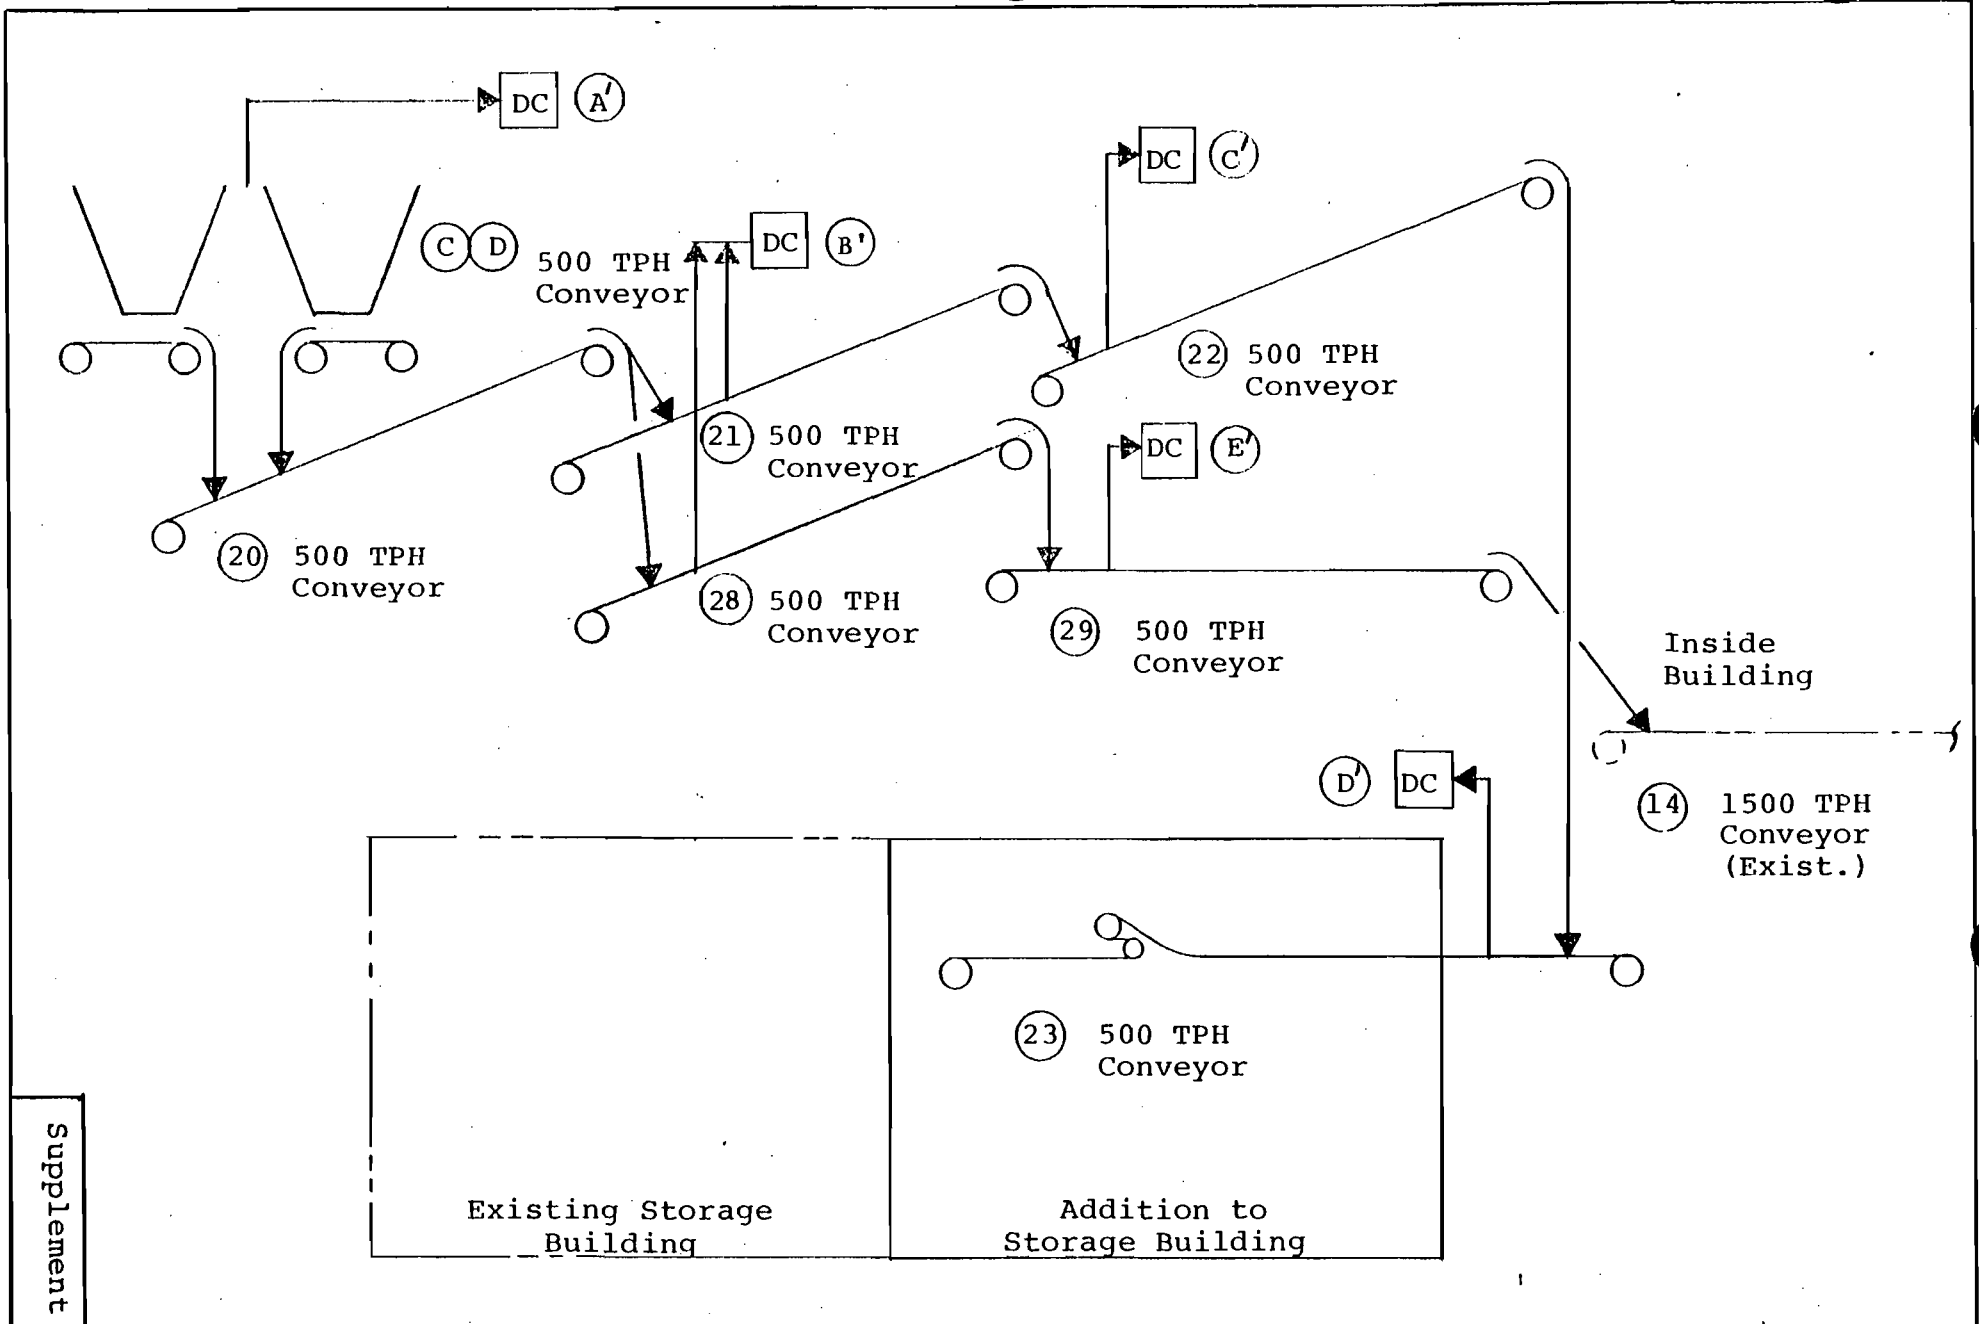 DC A'
DC C'
C D
500 TPH
Conveyor
DC B'
22 500 TPH
Conveyor
21 500 TPH
Conveyor
DC E'
20 500 TPH
Conveyor
28 500 TPH
Conveyor
29 500 TPH
Conveyor
Inside
Building
D' DC
14 1500 TPH
Conveyor
(Exist.)
23 500 TPH
Conveyor
Existing Storage
Building
Addition to
Storage Building
Supplement